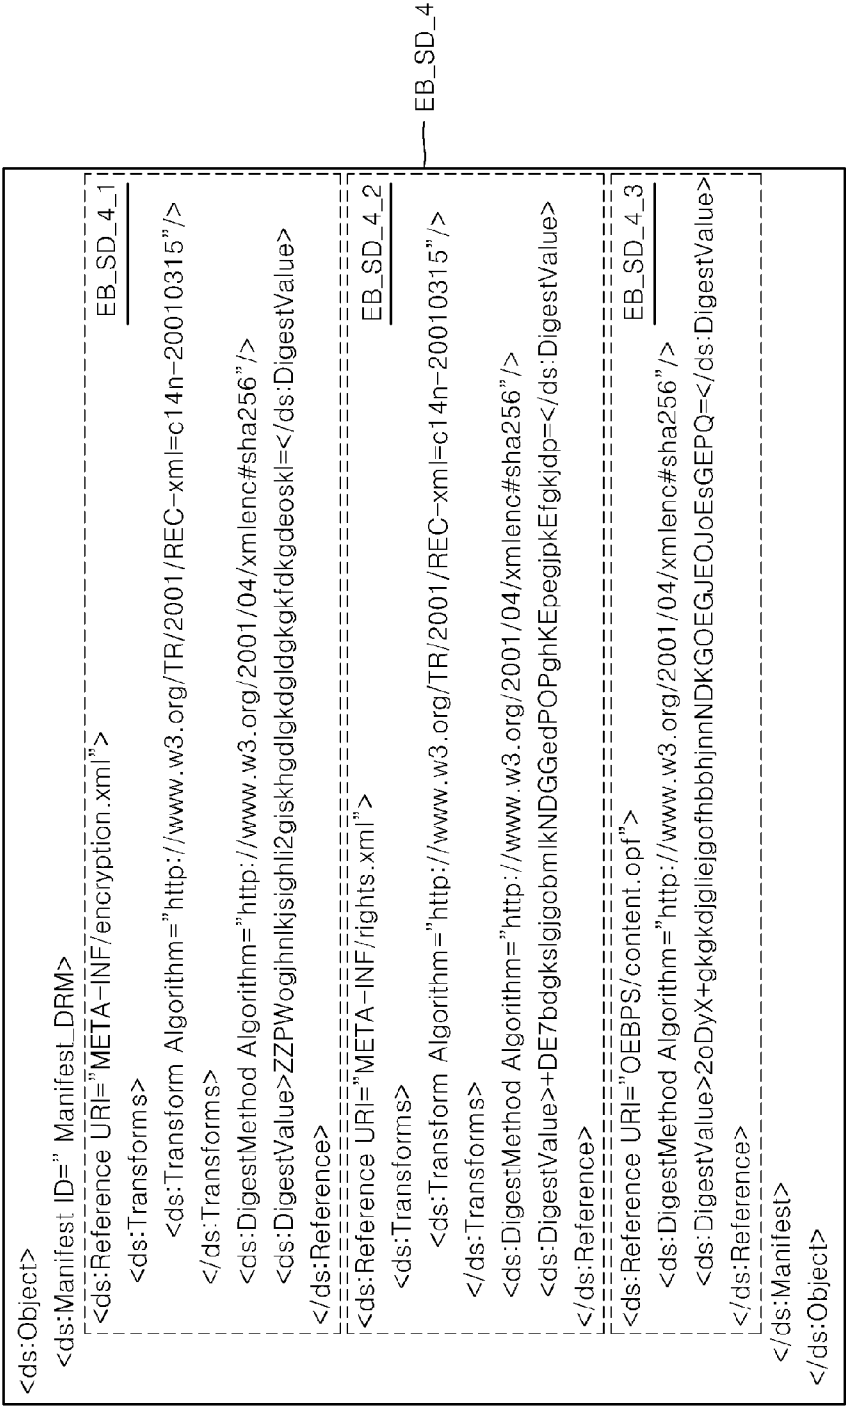 <ds:Object>
<ds:Manifest ID=” Manifest_DRM>
<ds:Reference URI=”META-INF/encryption.xml”>
EB_SD_4_1
<ds:Transforms>
<ds:Transform Algorithm=”http://www.w3.org/TR/2001/REC-xml=c14n-20010315”/>
</ds:Transforms>
<ds:DigestMethod Algorithm=”http://www.w3.org/2001/04/xmlenc#sha256”/>
<ds:DigestValue>ZZPWogjhnlkjsighli2giskhgdlgkdgldgkgkfdkgdeoskl=</ds:DigestValue>
</ds:Reference>
<ds:Reference URI=”META-INF/rights.xml”>
EB_SD_4_2
<ds:Transforms>
<ds:Transform Algorithm=”http://www.w3.org/TR/2001/REC-xml=c14n-20010315”/>
</ds:Transforms>
<ds:DigestMethod Algorithm=”http://www.w3.org/2001/04/xmlenc#sha256”/>
<ds:DigestValue>+DE7bdgkslgjgobmlkNDGGedPOPghKEpegjpkEfgkjdp=</ds:DigestValue>
</ds:Reference>
<ds:Reference URI=”OEBPS/content.opf”>
EB_SD_4_3
<ds:DigestMethod Algorithm=”http://www.w3.org/2001/04/xmlenc#sha256”/>
<ds:DigestValue>2oDyX+gkgkdjgliejgofhbbhjnnNDKGOEGJEOJoEsGEPQ=</ds:DigestValue>
</ds:Reference>
</ds:Manifest>
</ds:Object>
EB_SD_4